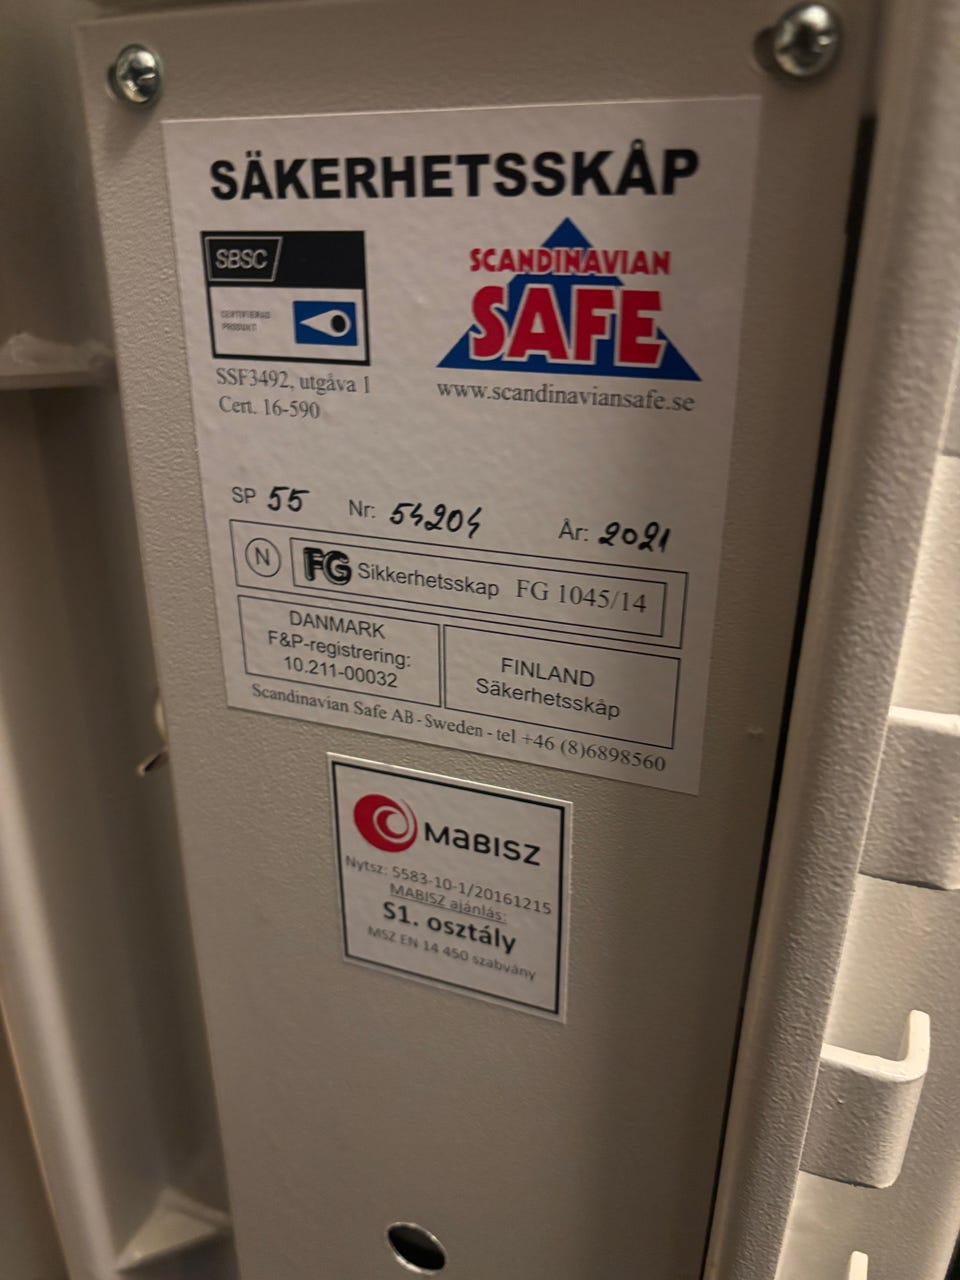 SÄKERHETSSKÅP
SBSC
CERTIFIERAD
PRODUKT
SSF3492, utgåva 1
Cert. 16-590
SCANDINAVIAN
SAFE
www.scandinaviansafe.se
SP 55 Nr: 54204 År: 2021
N FG Sikkerhetsskap FG 1045/14
DANMARK
F&P-registrering:
10.211-00032
FINLAND
Säkerhetsskåp
Scandinavian Safe AB - Sweden - tel +46 (8)6898560
MABISZ
Nytsz: 5583-10-1/20161215
MABISZ ajánlás:
S1. osztály
MSZ EN 14 450 szabvány